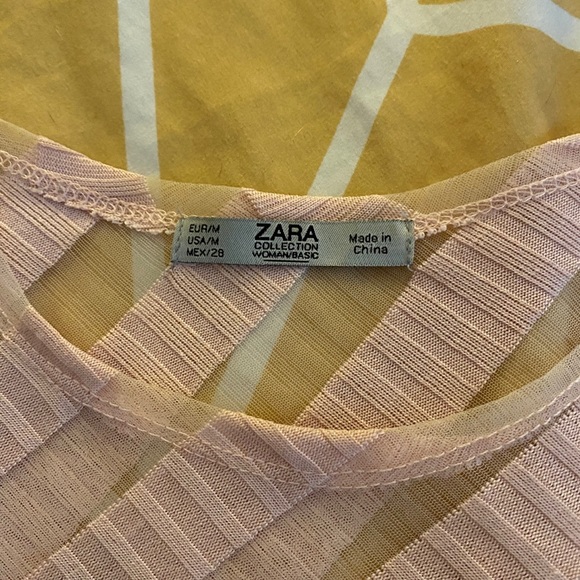 EUR/M
USA/M
MEX/28
ZARA
COLLECTION
WOMAN/BASIC
Made in
China